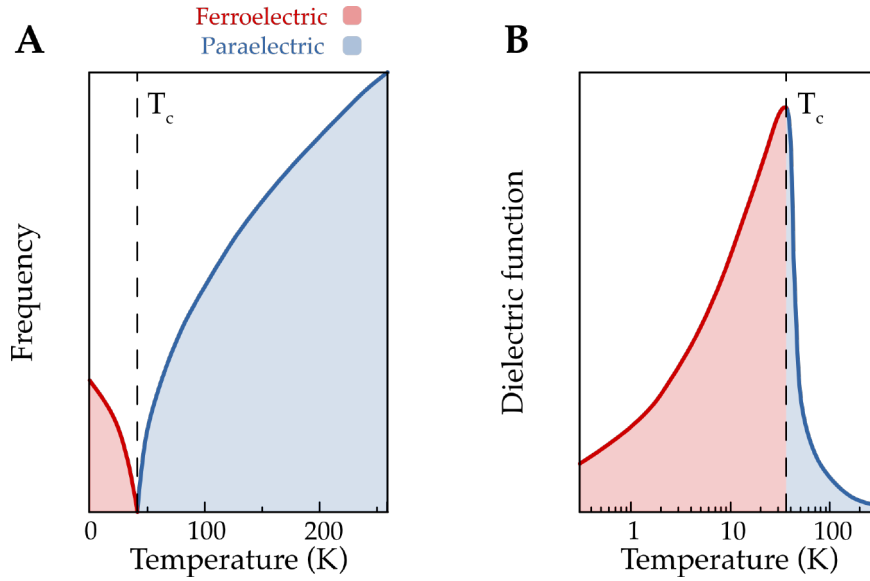 A
Ferroelectric
Paraelectric
T_c
Frequency
0
100
200
Temperature (K)
B
T_c
Dielectric function
1
10
100
Temperature (K)